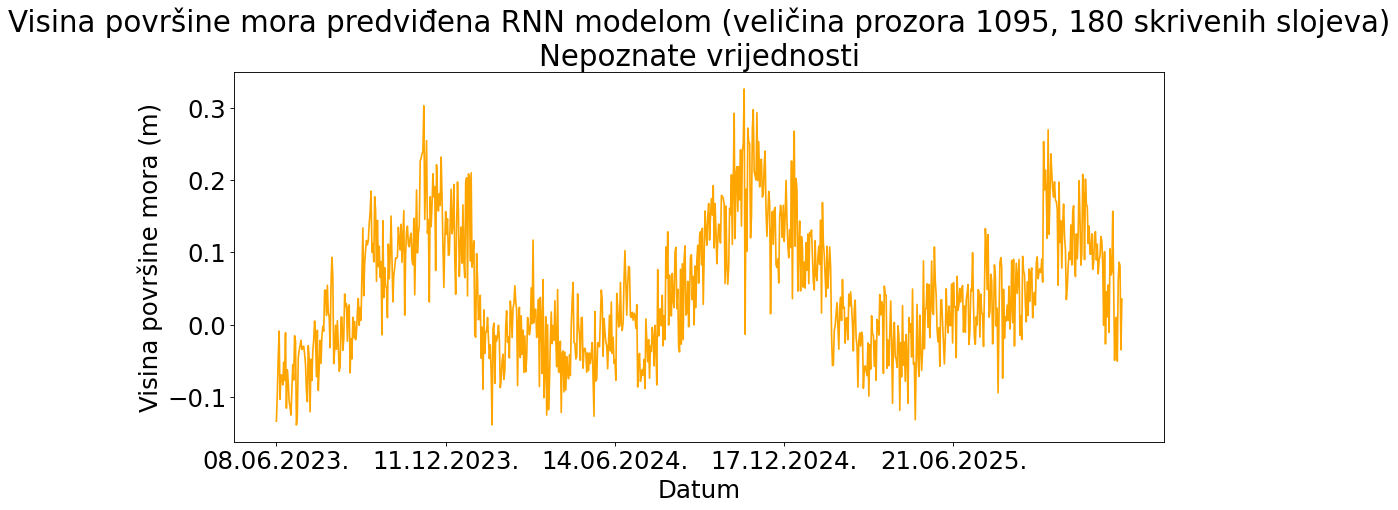 Visina površine mora predviđena RNN modelom (veličina prozora 1095, 180 skrivenih slojeva)
Nepoznate vrijednosti
Visina površine mora (m)
0.3
0.2
0.1
0.0
−0.1
08.06.2023. 11.12.2023. 14.06.2024. 17.12.2024. 21.06.2025.
Datum